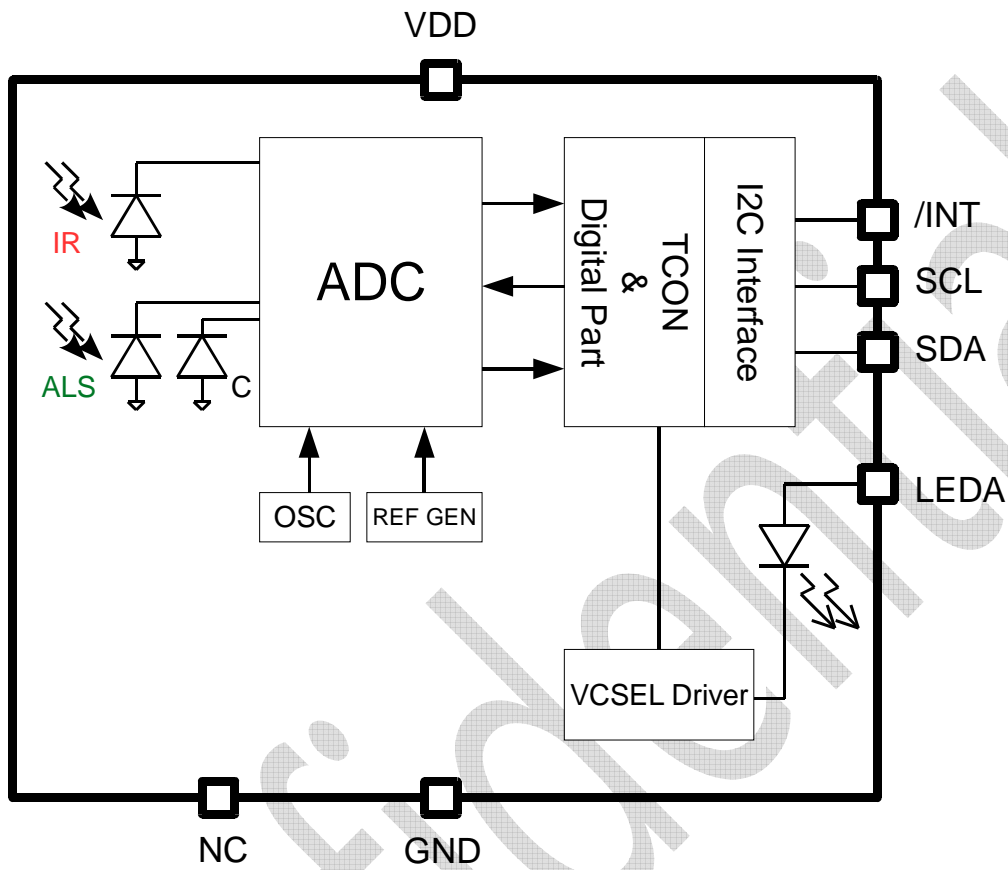 VDD
IR
ALS
C
ADC
OSC
REF GEN
TCON
&
Digital Part
I2C Interface
/INT
SCL
SDA
LEDA
VCSEL Driver
NC
GND
fidential